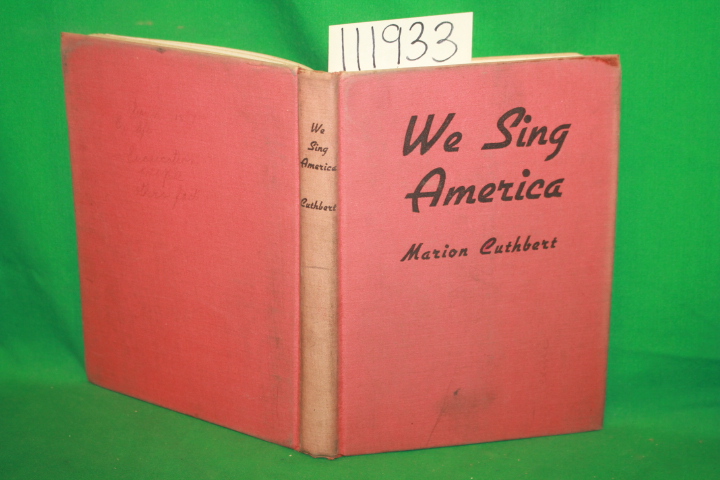 111933
We Sing
America
Marion Cuthbert
We
Sing
America
Cuthbert